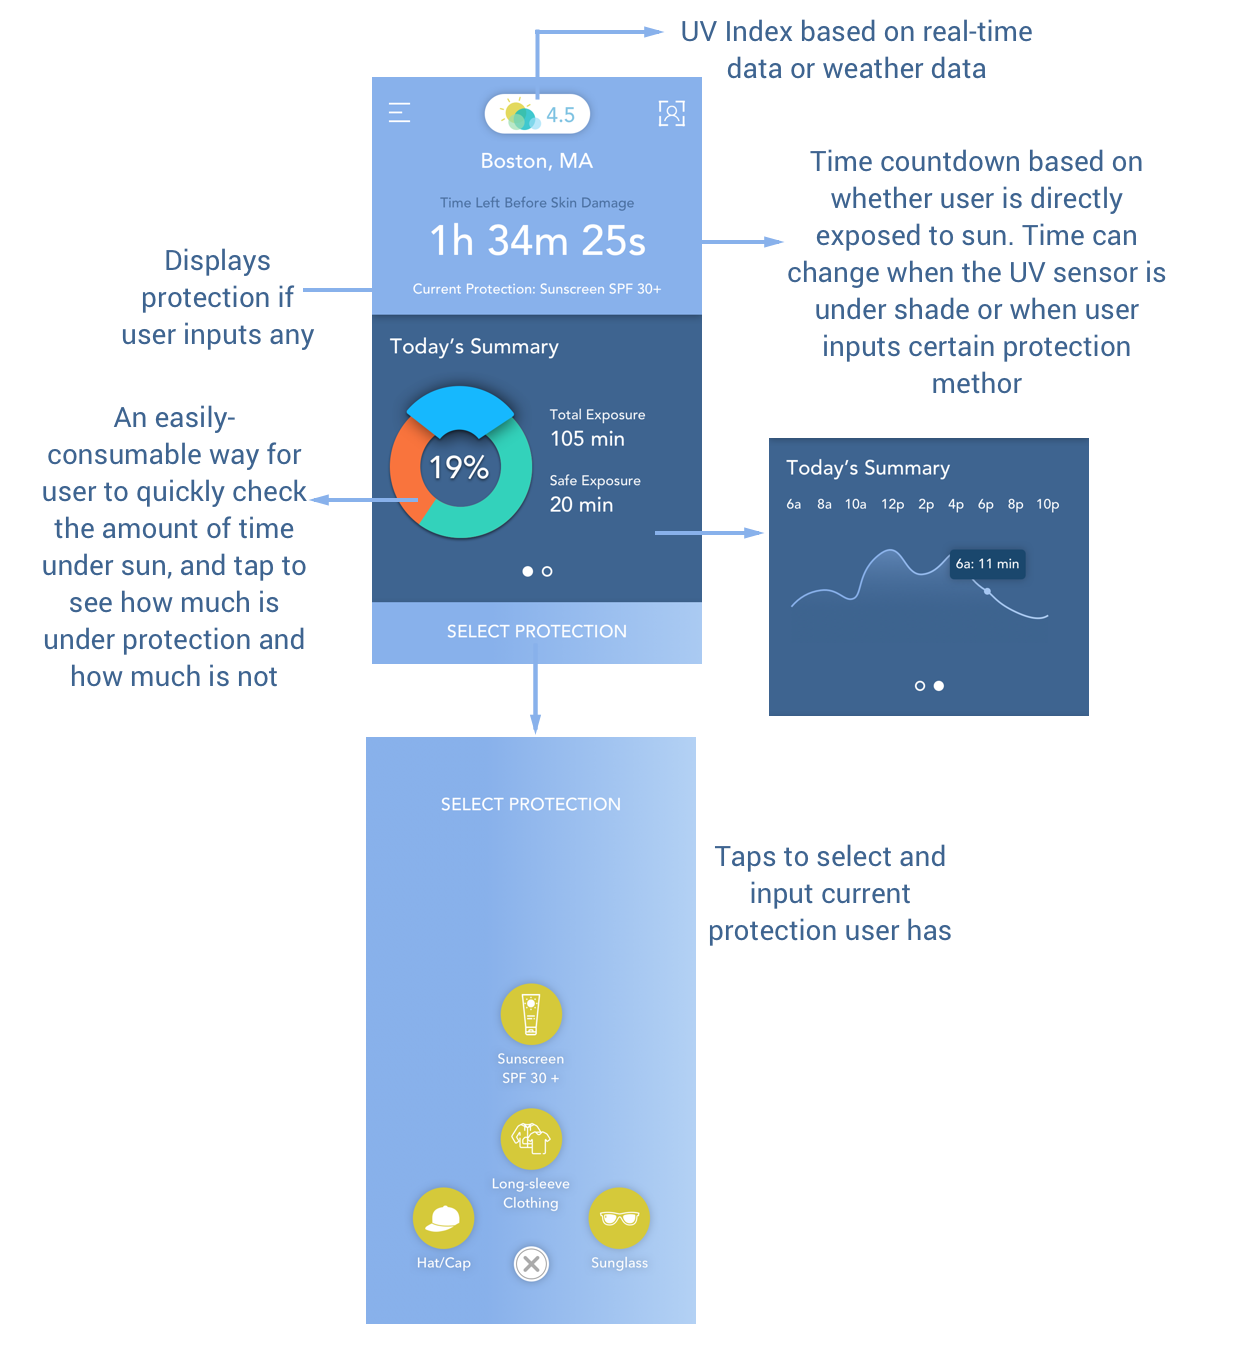 UV Index based on real-time
data or weather data
4.5
Boston, MA
Time Left Before Skin Damage
1h 34m 25s
Current Protection: Sunscreen SPF 30+
Time countdown based on
whether user is directly
exposed to sun. Time can
change when the UV sensor is
under shade or when user
inputs certain protection
methor
Displays
protection if
user inputs any
Today's Summary
19%
Total Exposure
105 min
Safe Exposure
20 min
An easily-
consumable way for
user to quickly check
the amount of time
under sun, and tap to
see how much is
under protection and
how much is not
Today's Summary
6a 8a 10a 12p 2p 4p 6p 8p 10p
6a: 11 min
SELECT PROTECTION
SELECT PROTECTION
Taps to select and
input current
protection user has
Sunscreen
SPF 30 +
Long-sleeve
Clothing
Hat/Cap
Sunglass